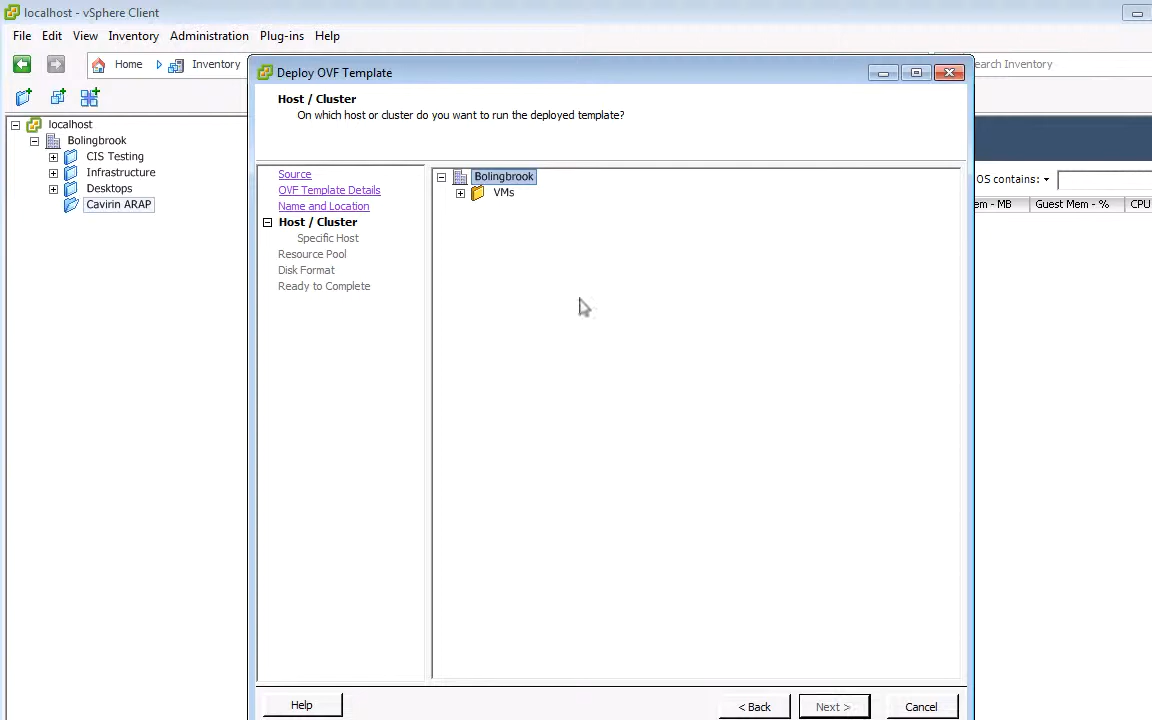 localhost - vSphere Client
File Edit View Inventory Administration Plug-ins Help
Home Inventory
earch Inventory
Deploy OVF Template
Host / Cluster
On which host or cluster do you want to run the deployed template?
localhost
Bolingbrook
CIS Testing
Infrastructure
Desktops
Cavirin ARAP
Source
OVF Template Details
Name and Location
Host / Cluster
Specific Host
Resource Pool
Disk Format
Ready to Complete
Bolingbrook
VMs
OS contains:
em - MB Guest Mem - % CPU
Help
< Back Next > Cancel